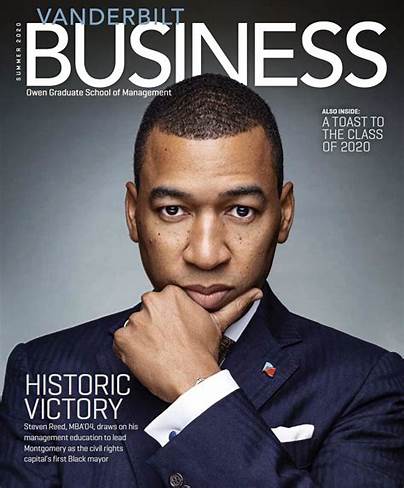 SUMMER 2020
VANDERBILT
BUSINESS
Owen Graduate School of Management
ALSO INSIDE:
A TOAST TO
THE CLASS
OF 2020
HISTORIC
VICTORY
Steven Reed, MBA'04, draws on his
management education to lead
Montgomery as the civil rights
capital's first Black mayor